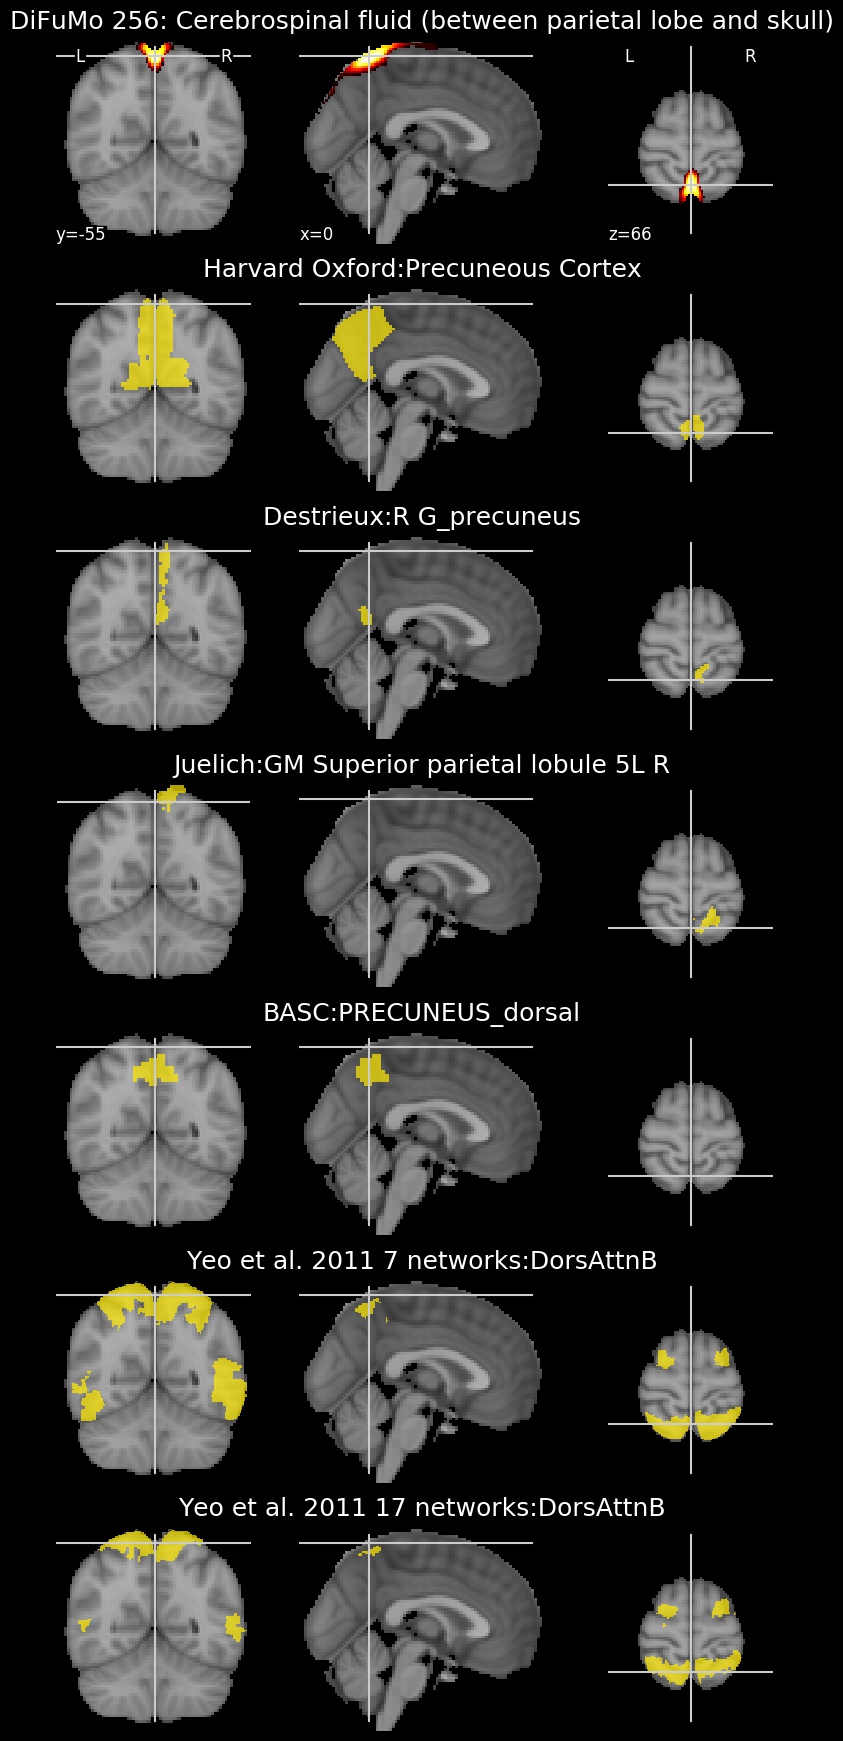 DiFuMo 256: Cerebrospinal fluid (between parietal lobe and skull)
L R L R
y=-55 x=0 z=66
Harvard Oxford:Precuneous Cortex
Destrieux:R G_precuneus
Juelich:GM Superior parietal lobule 5L R
BASC:PRECUNEUS_dorsal
Yeo et al. 2011 7 networks:DorsAttnB
Yeo et al. 2011 17 networks:DorsAttnB